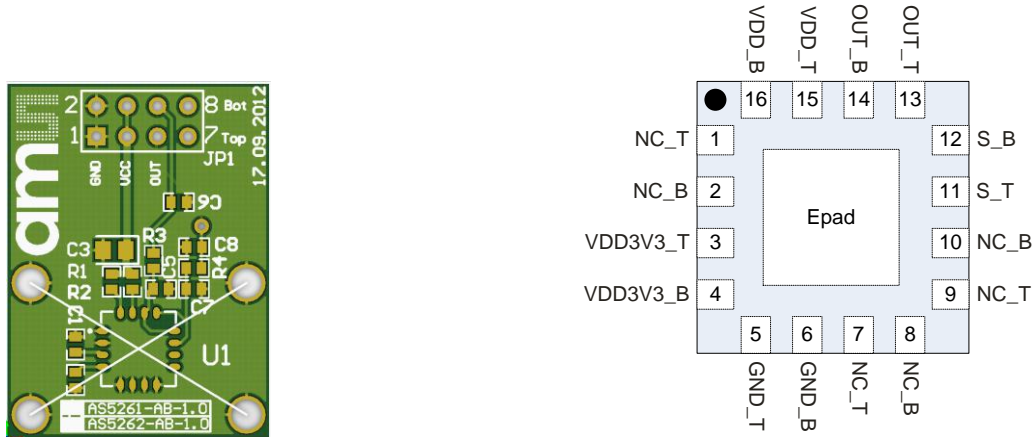 ams
2 8 Bot
1 7 Top
JP1
17.09.2012
GND VCC OUT
C6
C3 R3 C8
R1 C5 R4
R2 C7
C1
U1
AS5261-AB-1.0
AS5262-AB-1.0
VDD_B VDD_T OUT_B OUT_T
16 15 14 13
NC_T 1 12 S_B
NC_B 2 11 S_T
Epad
VDD3V3_T 3 10 NC_B
VDD3V3_B 4 9 NC_T
5 6 7 8
GND_T GND_B NC_T NC_B